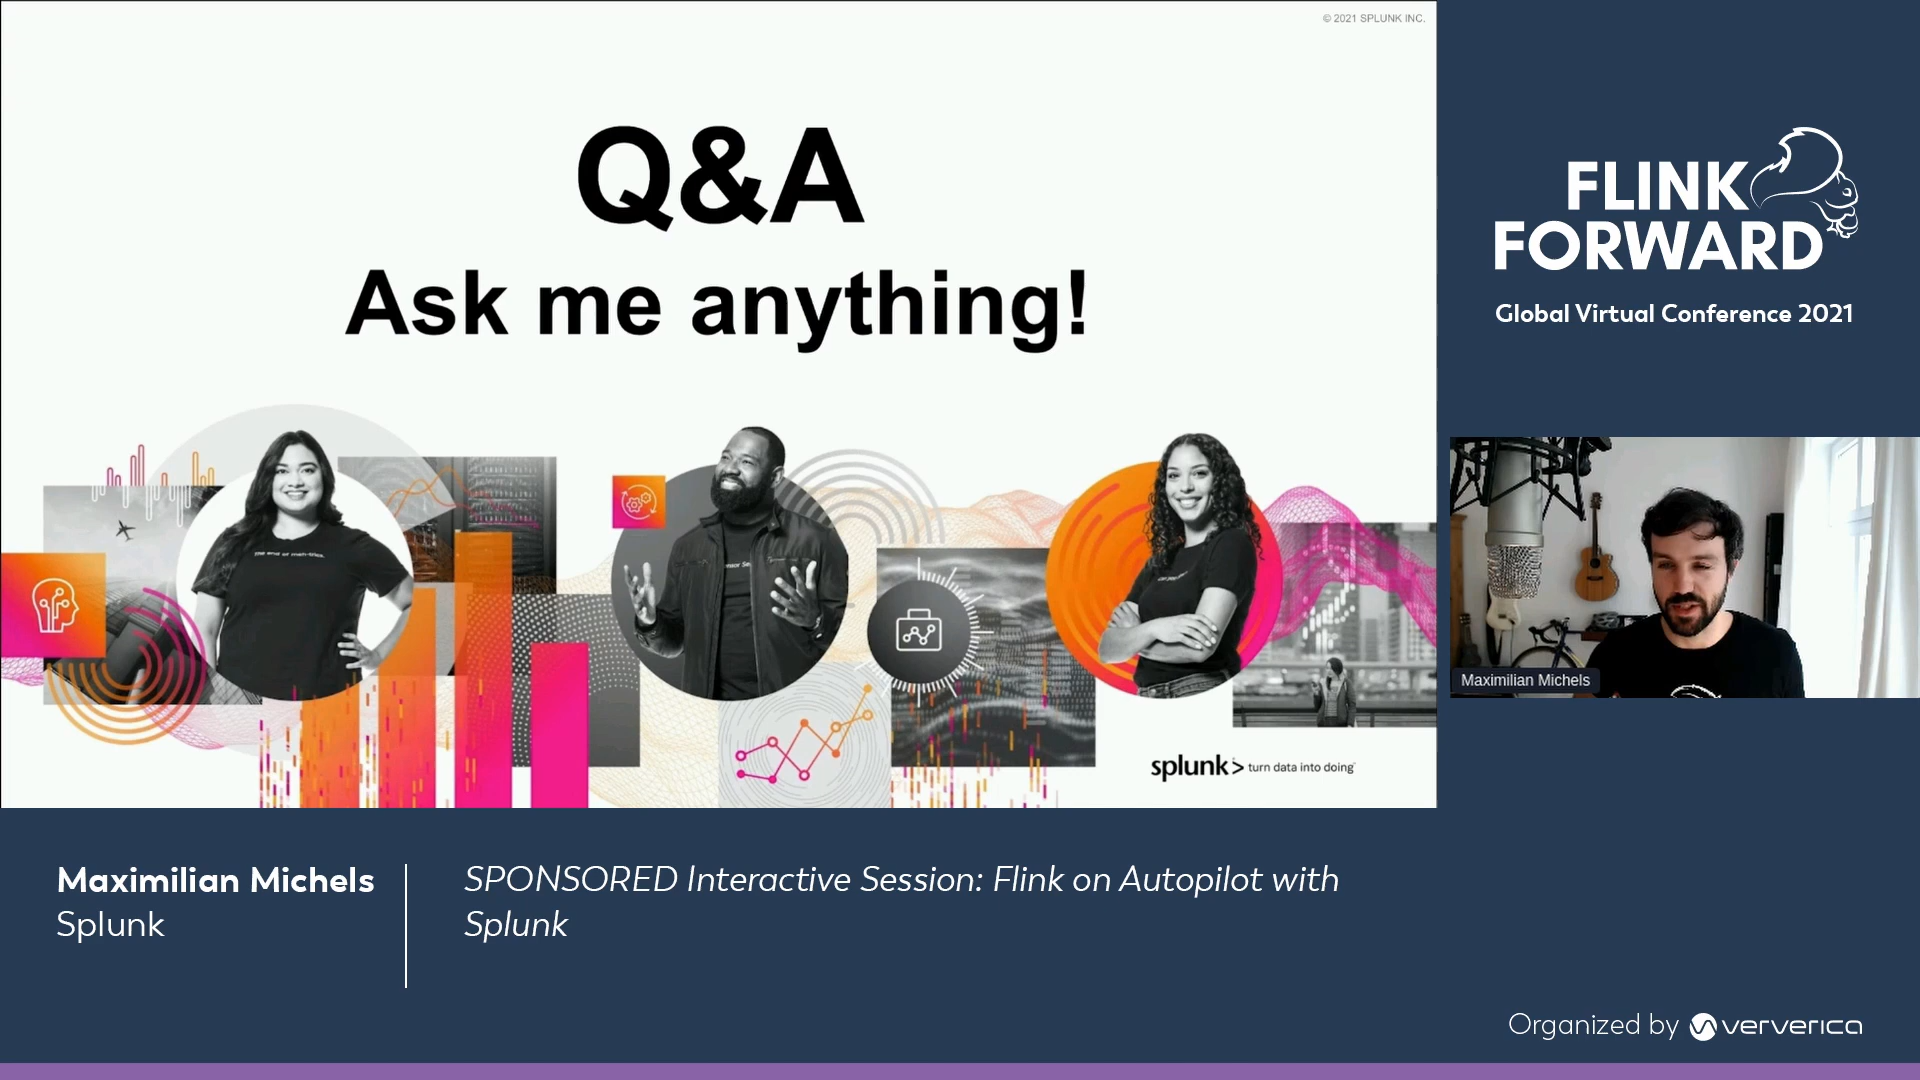 © 2021 SPLUNK INC.
Q&A
Ask me anything!
splunk> turn data into doing
FLINK
FORWARD
Global Virtual Conference 2021
Maximilian Michels
Maximilian Michels
Splunk
SPONSORED Interactive Session: Flink on Autopilot with
Splunk
Organized by ververica